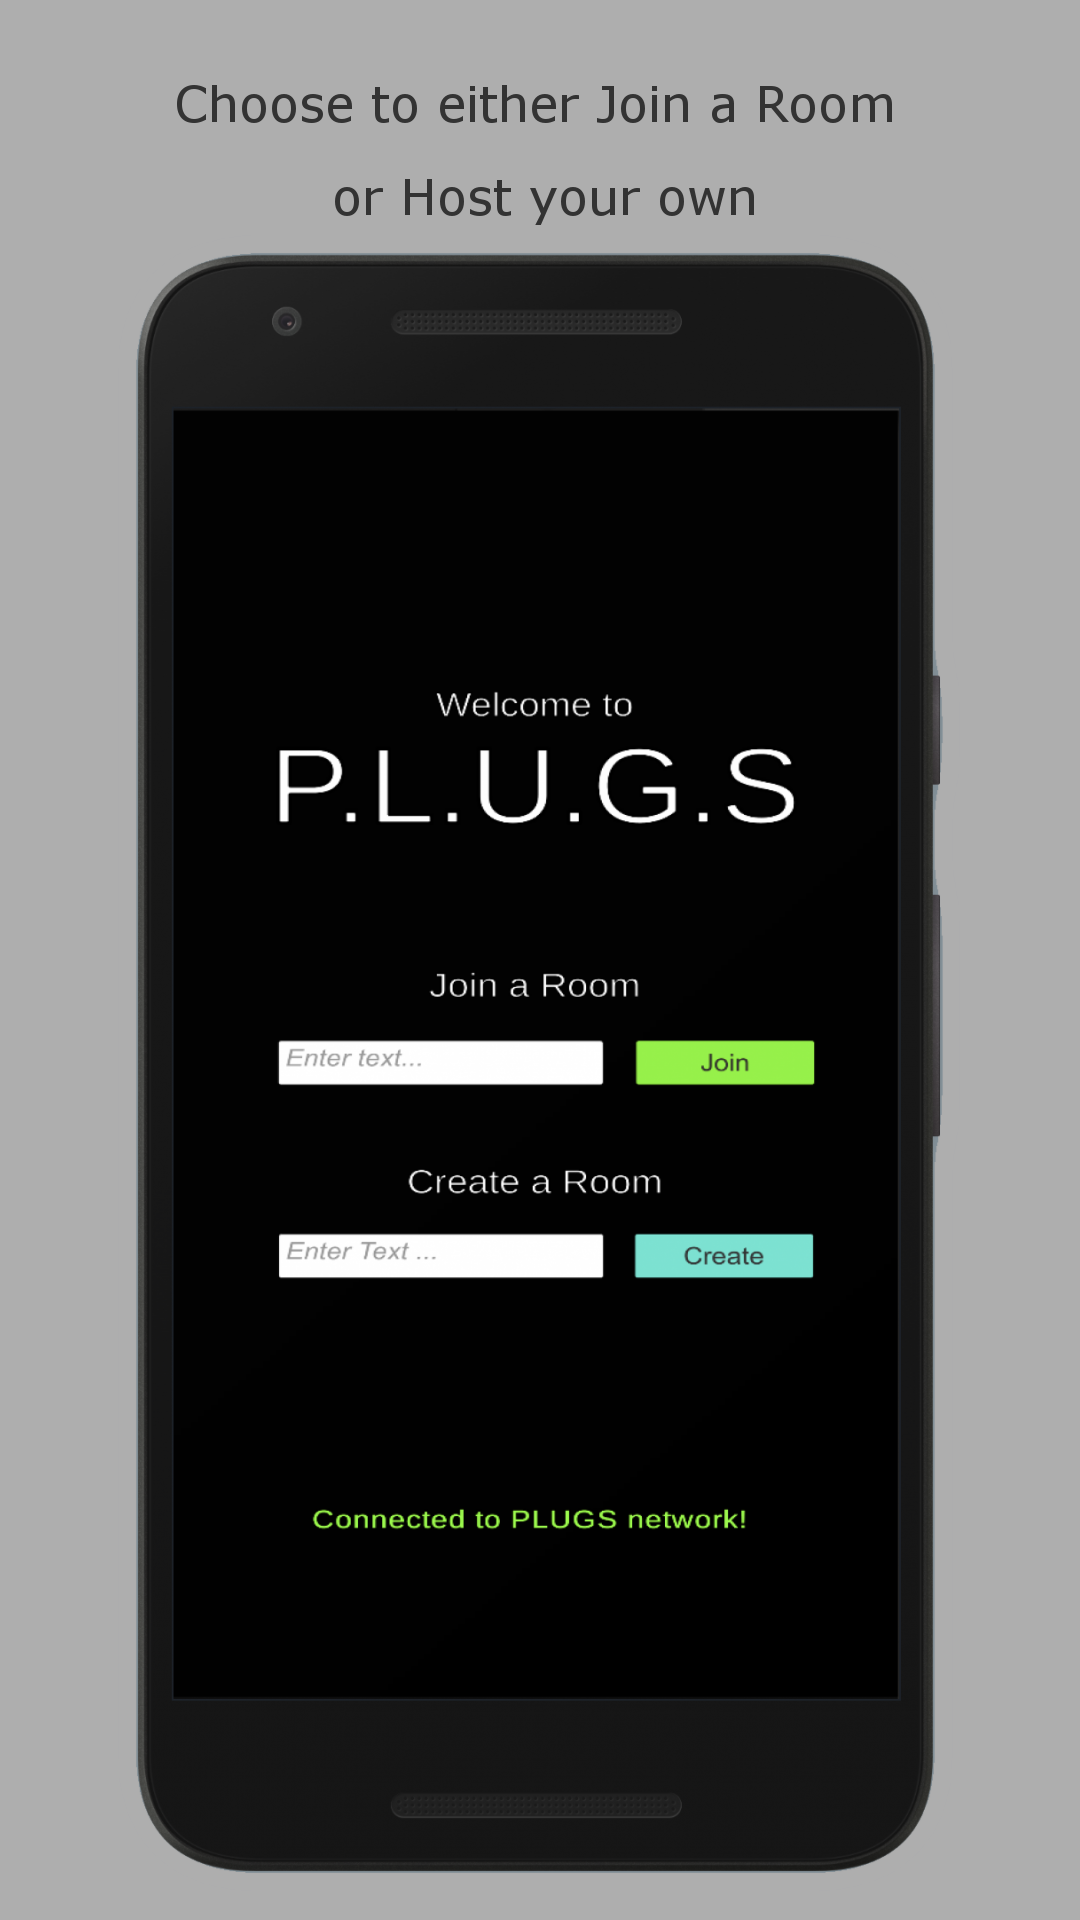 Choose to either Join a Room
or Host your own
Welcome to
P.L.U.G.S
Join a Room
Enter text...
Join
Create a Room
Enter Text ...
Create
Connected to PLUGS network!